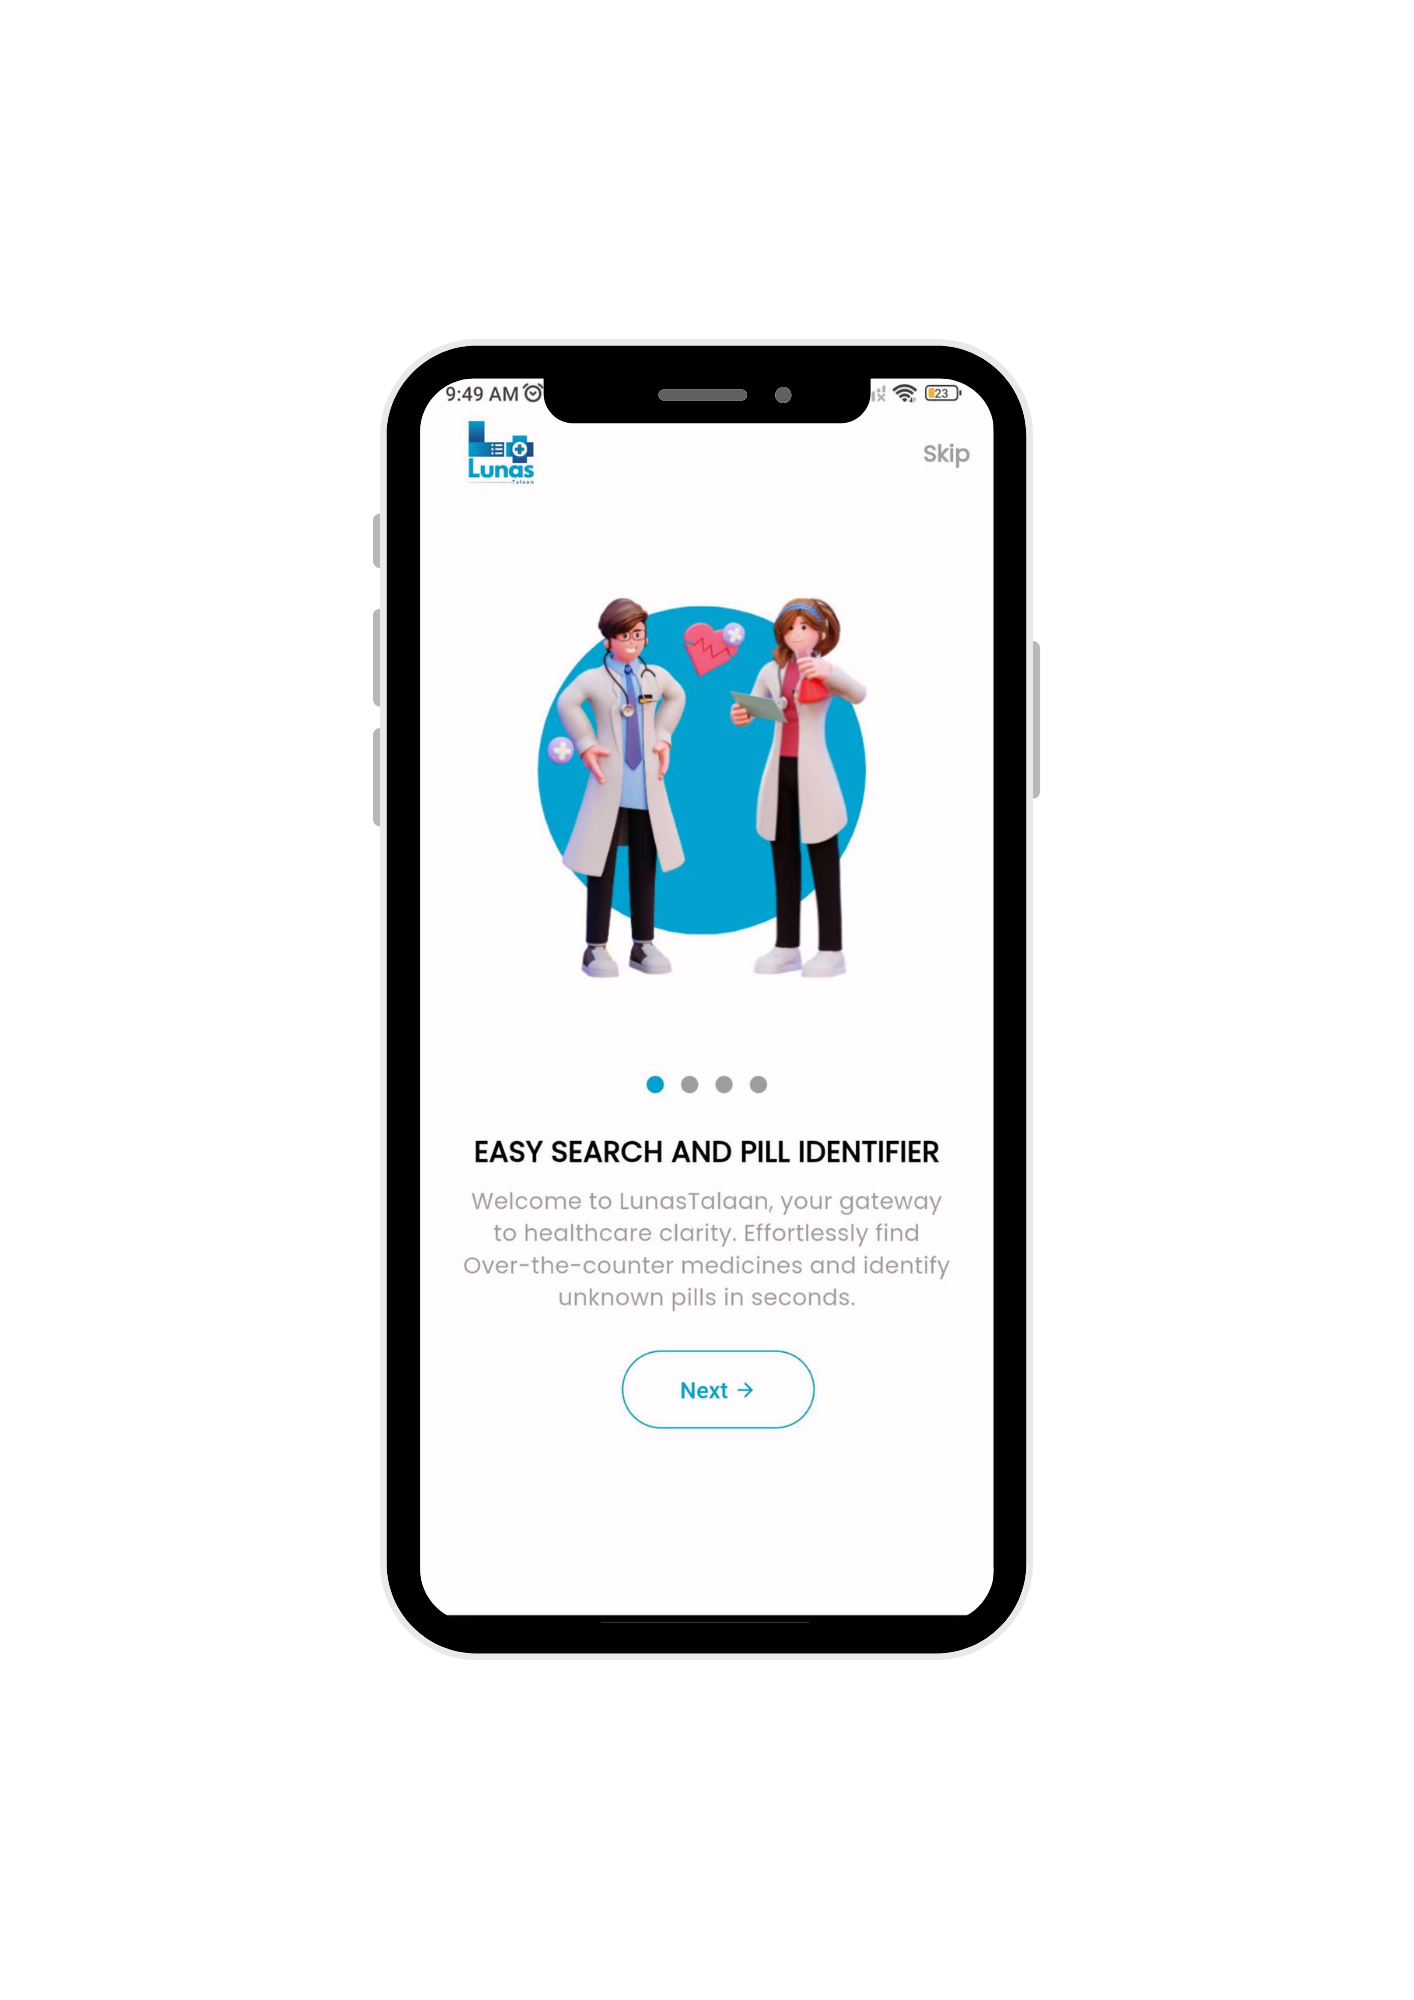 9:49 AM
23
Lunas
Talaan
Skip
EASY SEARCH AND PILL IDENTIFIER
Welcome to LunasTalaan, your gateway
to healthcare clarity. Effortlessly find
Over-the-counter medicines and identify
unknown pills in seconds.
Next →